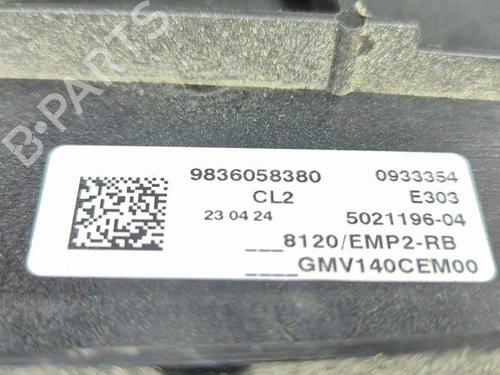 B-PARTS
9836058380 0933354
CL2 E303
23 04 24 5021196-04
___8120/EMP2-RB
____GMV140CEM00